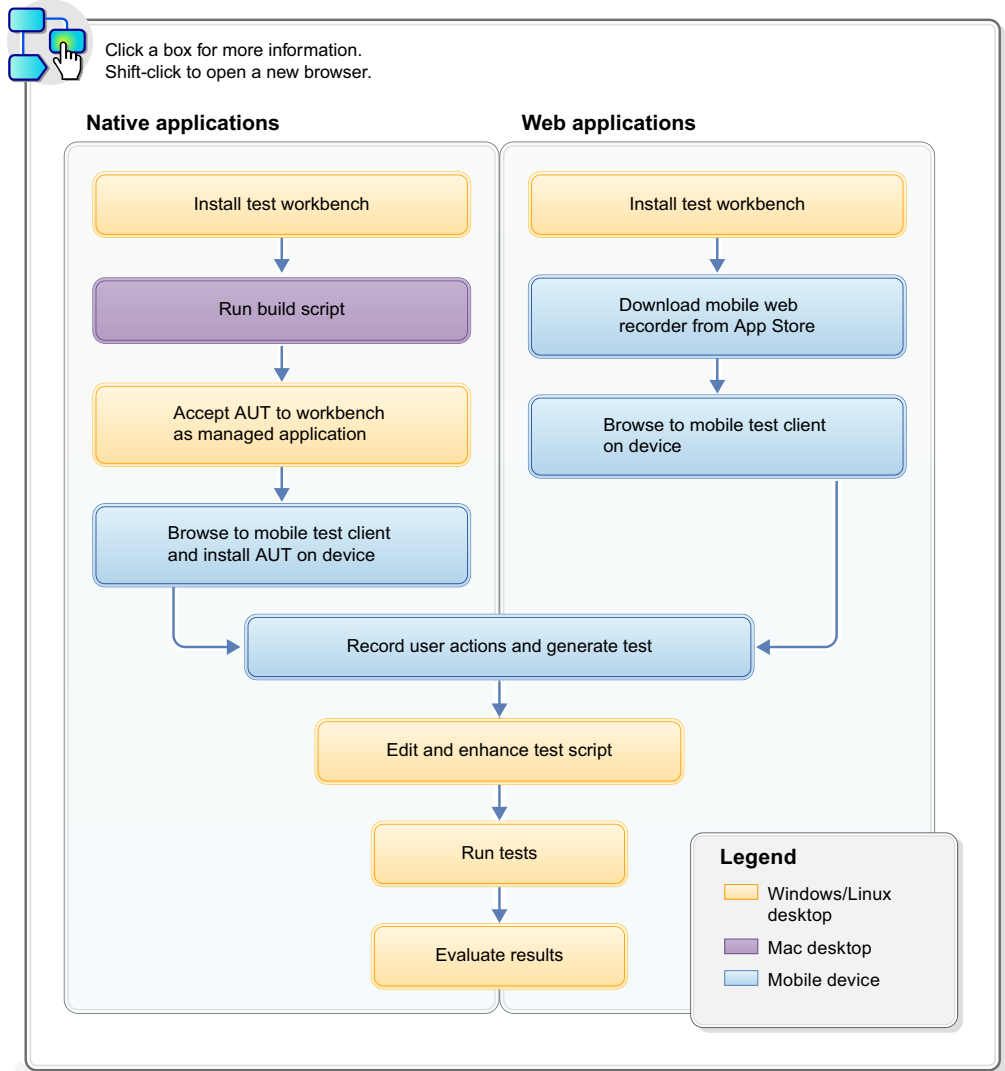 Click a box for more information.
Shift-click to open a new browser.
Native applications
Web applications
Install test workbench
Install test workbench
Run build script
Download mobile web
recorder from App Store
Accept AUT to workbench
as managed application
Browse to mobile test client
on device
Browse to mobile test client
and install AUT on device
Record user actions and generate test
Edit and enhance test script
Run tests
Evaluate results
Legend
Windows/Linux
desktop
Mac desktop
Mobile device